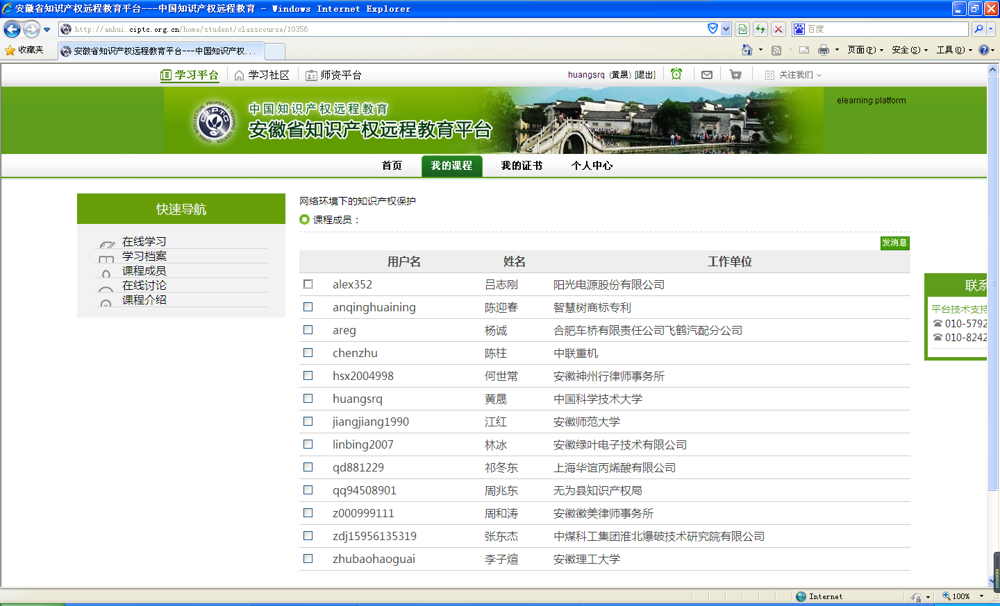 安徽省知识产权远程教育平台---中国知识产权远程教育 - Windows Internet Explorer
http://anhui.ciptc.org.cn/home/student/classcourse/10356
百度
收藏夹
安徽省知识产权远程教育平台---中国知识产权...
页面(P) 安全(S) 工具(O)
学习平台 学习社区 师资平台 huangsrq (黄晟) [退出] 关注我们
CHINA INTELLECTUAL PROPERTY TRAINING CENTER
CIPTC
中国知识产权远程教育
安徽省知识产权远程教育平台
elearning platform
首页 我的课程 我的证书 个人中心
快速导航
在线学习
学习档案
课程成员
在线讨论
课程介绍
网络环境下的知识产权保护
课程成员：
发消息
用户名 姓名 工作单位
alex352 吕志刚 阳光电源股份有限公司
anqinghuaining 陈迎春 智慧树商标专利
areg 杨诚 合肥车桥有限责任公司飞鹤汽配分公司
chenzhu 陈柱 中联重机
hsx2004998 何世常 安徽神州行律师事务所
huangsrq 黄晟 中国科学技术大学
jiangjiang1990 江红 安徽师范大学
linbing2007 林冰 安徽绿叶电子技术有限公司
qd881229 祁冬东 上海华谊丙烯酸有限公司
qq94508901 周兆东 无为县知识产权局
z000999111 周和涛 安徽徽美律师事务所
zdj15956135319 张东杰 中煤科工集团淮北爆破技术研究院有限公司
zhubaohaoguai 李子煊 安徽理工大学
联系
平台技术支持
010-5792
010-8242
Internet 100%